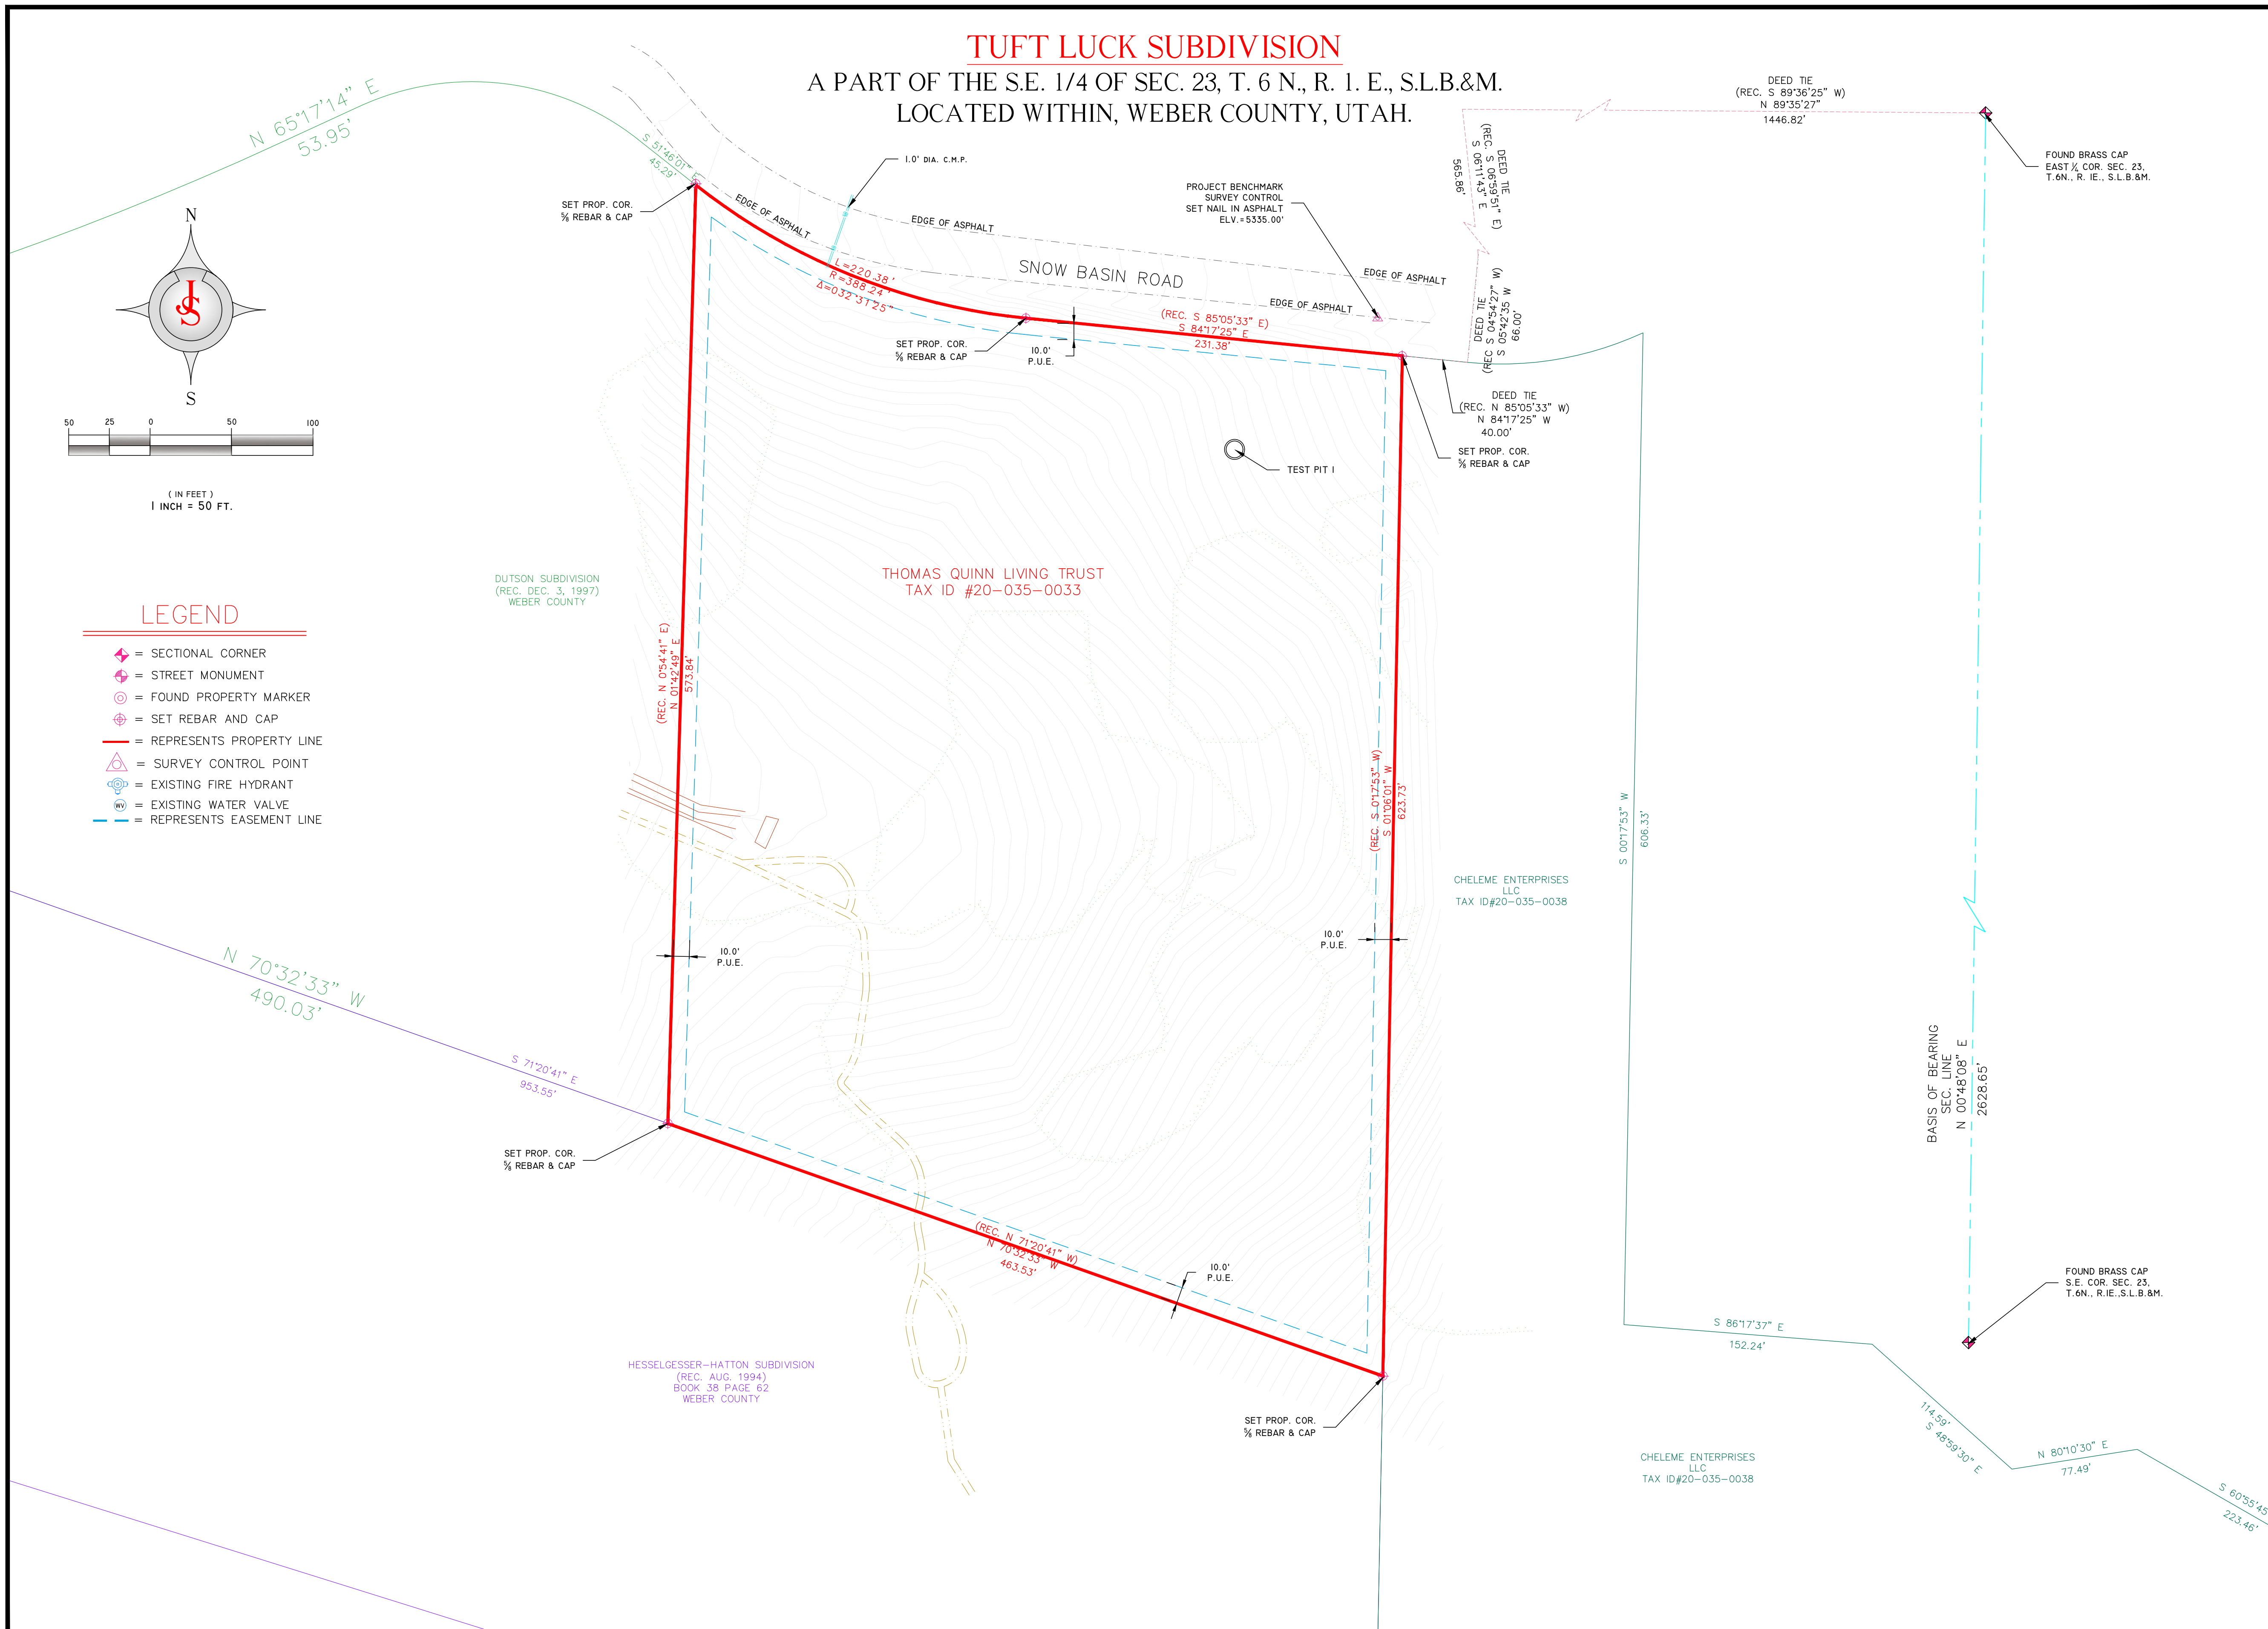 TUFT LUCK SUBDIVISION
A PART OF THE S.E. 1/4 OF SEC. 23, T. 6 N., R. 1. E., S.L.B.&M.
LOCATED WITHIN, WEBER COUNTY, UTAH.
N 65°17'14" E
53.95'
S 51°46'01" E
45.29'
SET PROP. COR.
⅝ REBAR & CAP
1.0' DIA. C.M.P.
EDGE OF ASPHALT
EDGE OF ASPHALT
SNOW BASIN ROAD
EDGE OF ASPHALT
EDGE OF ASPHALT
PROJECT BENCHMARK
SURVEY CONTROL
SET NAIL IN ASPHALT
ELV.=5335.00'
DEED TIE
(REC. S 89°36'25" W)
N 89°35'27"
1446.82'
DEED TIE
(REC. S 06°59'51" E)
S 06°11'43" E
565.86'
DEED TIE
(REC S 04°54'27" W)
S 05°42'35 W
66.00'
FOUND BRASS CAP
EAST ¼ COR. SEC. 23,
T.6N., R. 1E., S.L.B.&M.
L=220.38'
R=388.24'
Δ=032°31'25"
SET PROP. COR.
⅝ REBAR & CAP
10.0'
P.U.E.
(REC. S 85°05'33" E)
S 84°17'25" E
231.38'
DEED TIE
(REC. N 85°05'33" W)
N 84°17'25" W
40.00'
SET PROP. COR.
⅝ REBAR & CAP
TEST PIT 1
N
JS
S
50 25 0 50 100
( IN FEET )
1 INCH = 50 FT.
DUTSON SUBDIVISION
(REC. DEC. 3, 1997)
WEBER COUNTY
THOMAS QUINN LIVING TRUST
TAX ID #20-035-0033
LEGEND
= SECTIONAL CORNER
= STREET MONUMENT
= FOUND PROPERTY MARKER
= SET REBAR AND CAP
= REPRESENTS PROPERTY LINE
= SURVEY CONTROL POINT
= EXISTING FIRE HYDRANT
WV = EXISTING WATER VALVE
= REPRESENTS EASEMENT LINE
(REC. N 0°54'41" E)
N 01°42'49" E
573.84'
(REC. S 0°17'53" W)
S 01°06'01" W
623.73'
S 00°17'53" W
606.33'
CHELEME ENTERPRISES
LLC
TAX ID#20-035-0038
10.0'
P.U.E.
10.0'
P.U.E.
N 70°32'33" W
490.03'
S 71°20'41" E
953.55'
BASIS OF BEARING
SEC. LINE
N 00°48'08" E
2628.65'
SET PROP. COR.
⅝ REBAR & CAP
(REC. N 71°20'41" W)
N 70°32'33" W
463.53'
10.0'
P.U.E.
FOUND BRASS CAP
S.E. COR. SEC. 23,
T.6N., R.1E.,S.L.B.&M.
S 86°17'37" E
152.24'
HESSELGESSER-HATTON SUBDIVISION
(REC. AUG. 1994)
BOOK 38 PAGE 62
WEBER COUNTY
SET PROP. COR.
⅝ REBAR & CAP
114.59'
S 48°59'30" E
N 80°10'30" E
77.49'
CHELEME ENTERPRISES
LLC
TAX ID#20-035-0038
S 60°55'45
223.46'